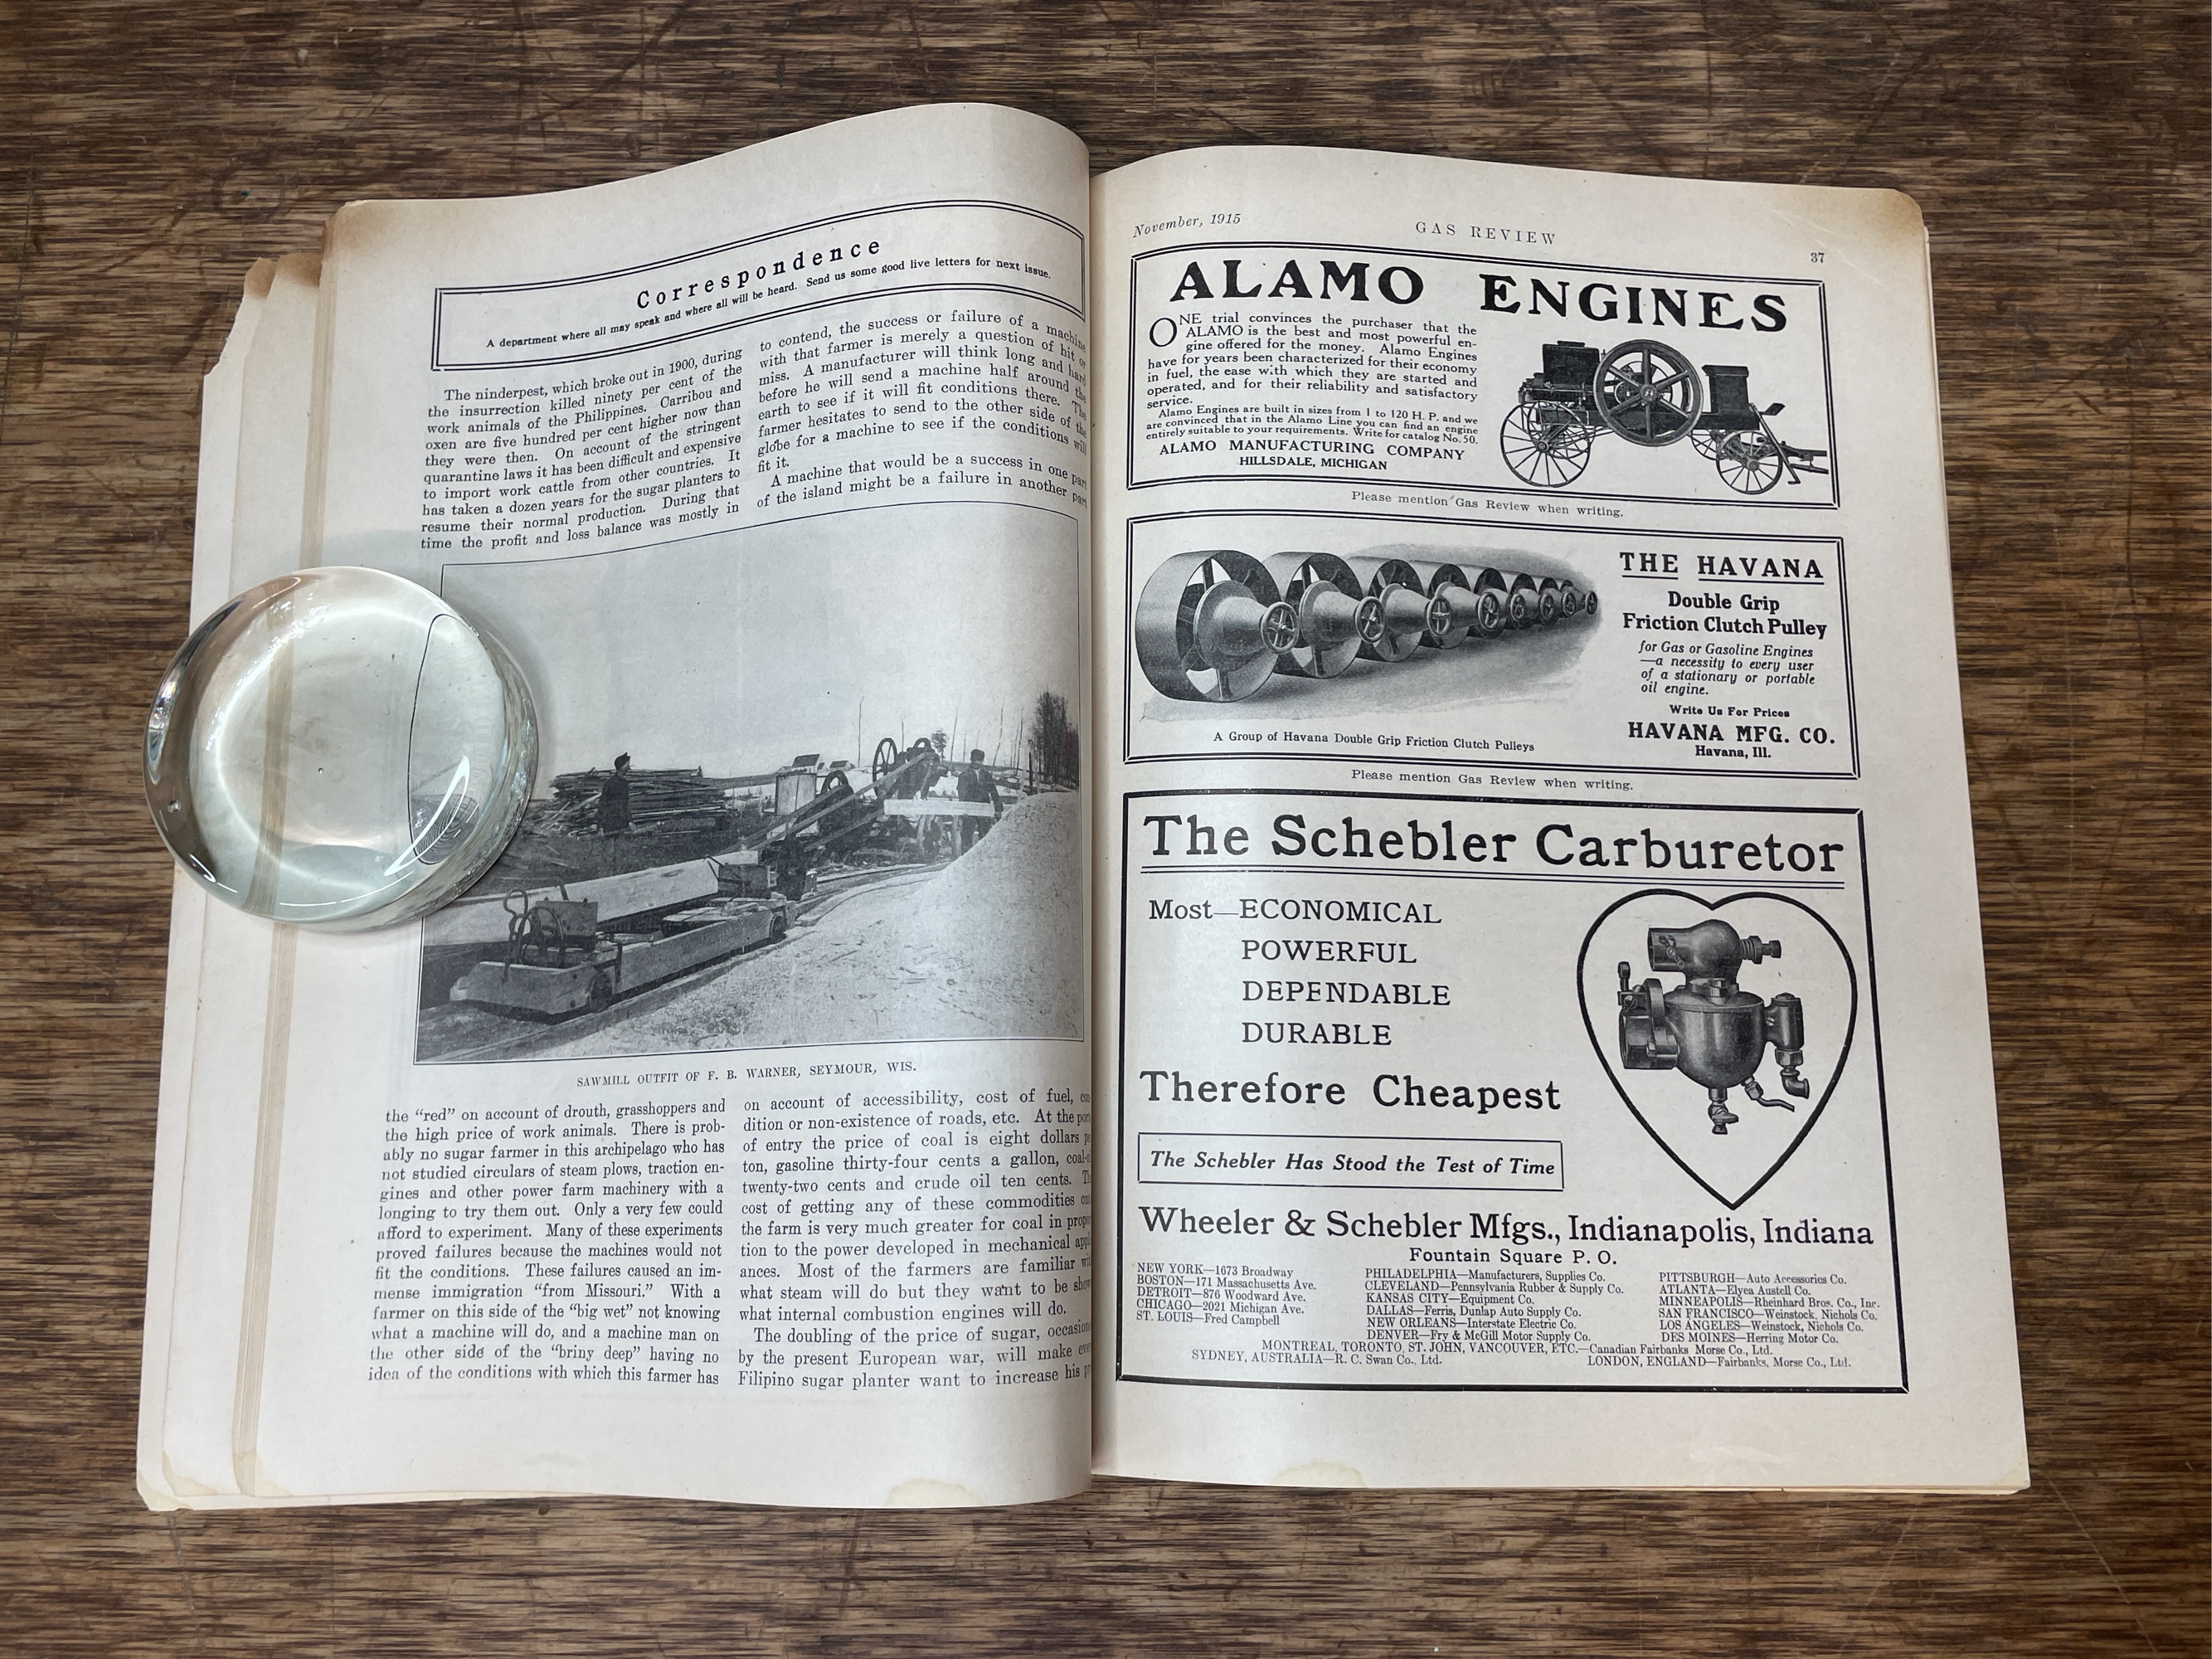 Correspondence
A department where all may speak and where all will be heard. Send us some good live letters for next issue.
The ninderpest, which broke out in 1900, during
the insurrection killed ninety per cent of the
work animals of the Philippines. Carribou and
oxen are five hundred per cent higher now than
they were then. On account of the stringent
quarantine laws it has been difficult and expensive
to import work cattle from other countries. It
has taken a dozen years for the sugar planters to
resume their normal production. During that
time the profit and loss balance was mostly in
to contend, the success or failure of a machine
with that farmer is merely a question of hit or
miss. A manufacturer will think long and hard
before he will send a machine half around the
earth to see if it will fit conditions there. The
farmer hesitates to send to the other side of the
globe for a machine to see if the conditions will
fit it.
A machine that would be a success in one part
of the island might be a failure in another part
SAWMILL OUTFIT OF F. B. WARNER, SEYMOUR, WIS.
the "red" on account of drouth, grasshoppers and
the high price of work animals. There is prob-
ably no sugar farmer in this archipelago who has
not studied circulars of steam plows, traction en-
gines and other power farm machinery with a
longing to try them out. Only a very few could
afford to experiment. Many of these experiments
proved failures because the machines would not
fit the conditions. These failures caused an im-
mense immigration "from Missouri." With a
farmer on this side of the "big wet" not knowing
what a machine will do, and a machine man on
the other side of the "briny deep" having no
idea of the conditions with which this farmer has
on account of accessibility, cost of fuel,
dition or non-existence of roads, etc. At the
of entry the price of coal is eight dollars
ton, gasoline thirty-four cents a gallon,
twenty-two cents and crude oil ten cents.
cost of getting any of these commodities
the farm is very much greater for coal in
tion to the power developed in mechanical
ances. Most of the farmers are familiar
what steam will do but they want to be
what internal combustion engines will do.
The doubling of the price of sugar,
by the present European war, will make
Filipino sugar planter want to increase his
November, 1915
GAS REVIEW
37
ALAMO ENGINES
ONE trial convinces the purchaser that the
ALAMO is the best and most powerful en-
gine offered for the money. Alamo Engines
have for years been characterized for their economy
in fuel, the ease with which they are started and
operated, and for their reliability and satisfactory
service.
Alamo Engines are built in sizes from 1 to 120 H. P. and we
are convinced that in the Alamo Line you can find an engine
entirely suitable to your requirements. Write for catalog No. 50.
ALAMO MANUFACTURING COMPANY
HILLSDALE, MICHIGAN
Please mention Gas Review when writing.
THE HAVANA
Double Grip
Friction Clutch Pulley
for Gas or Gasoline Engines
—a necessity to every user
of a stationary or portable
oil engine.
Write Us For Prices
HAVANA MFG. CO.
Havana, Ill.
A Group of Havana Double Grip Friction Clutch Pulleys
Please mention Gas Review when writing.
The Schebler Carburetor
Most—ECONOMICAL
POWERFUL
DEPENDABLE
DURABLE
Therefore Cheapest
The Schebler Has Stood the Test of Time
Wheeler & Schebler Mfgs., Indianapolis, Indiana
Fountain Square P. O.
NEW YORK—1673 Broadway
BOSTON—171 Massachusetts Ave.
DETROIT—876 Woodward Ave.
CHICAGO—2021 Michigan Ave.
ST. LOUIS—Fred Campbell
PHILADELPHIA—Manufacturers, Supplies Co.
CLEVELAND—Pennsylvania Rubber & Supply Co.
KANSAS CITY—Equipment Co.
DALLAS—Ferris, Dunlap Auto Supply Co.
NEW ORLEANS—Interstate Electric Co.
DENVER—Fry & McGill Motor Supply Co.
PITTSBURGH—Auto Accessories Co.
ATLANTA—Elyea Austell Co.
MINNEAPOLIS—Rheinhard Bros. Co., Inc.
SAN FRANCISCO—Weinstock, Nichols Co.
LOS ANGELES—Weinstock, Nichols Co.
DES MOINES—Herring Motor Co.
MONTREAL, TORONTO, ST. JOHN, VANCOUVER, ETC.—Canadian Fairbanks Morse Co., Ltd.
SYDNEY, AUSTRALIA—R. C. Swan Co., Ltd.
LONDON, ENGLAND—Fairbanks, Morse Co., Ltd.